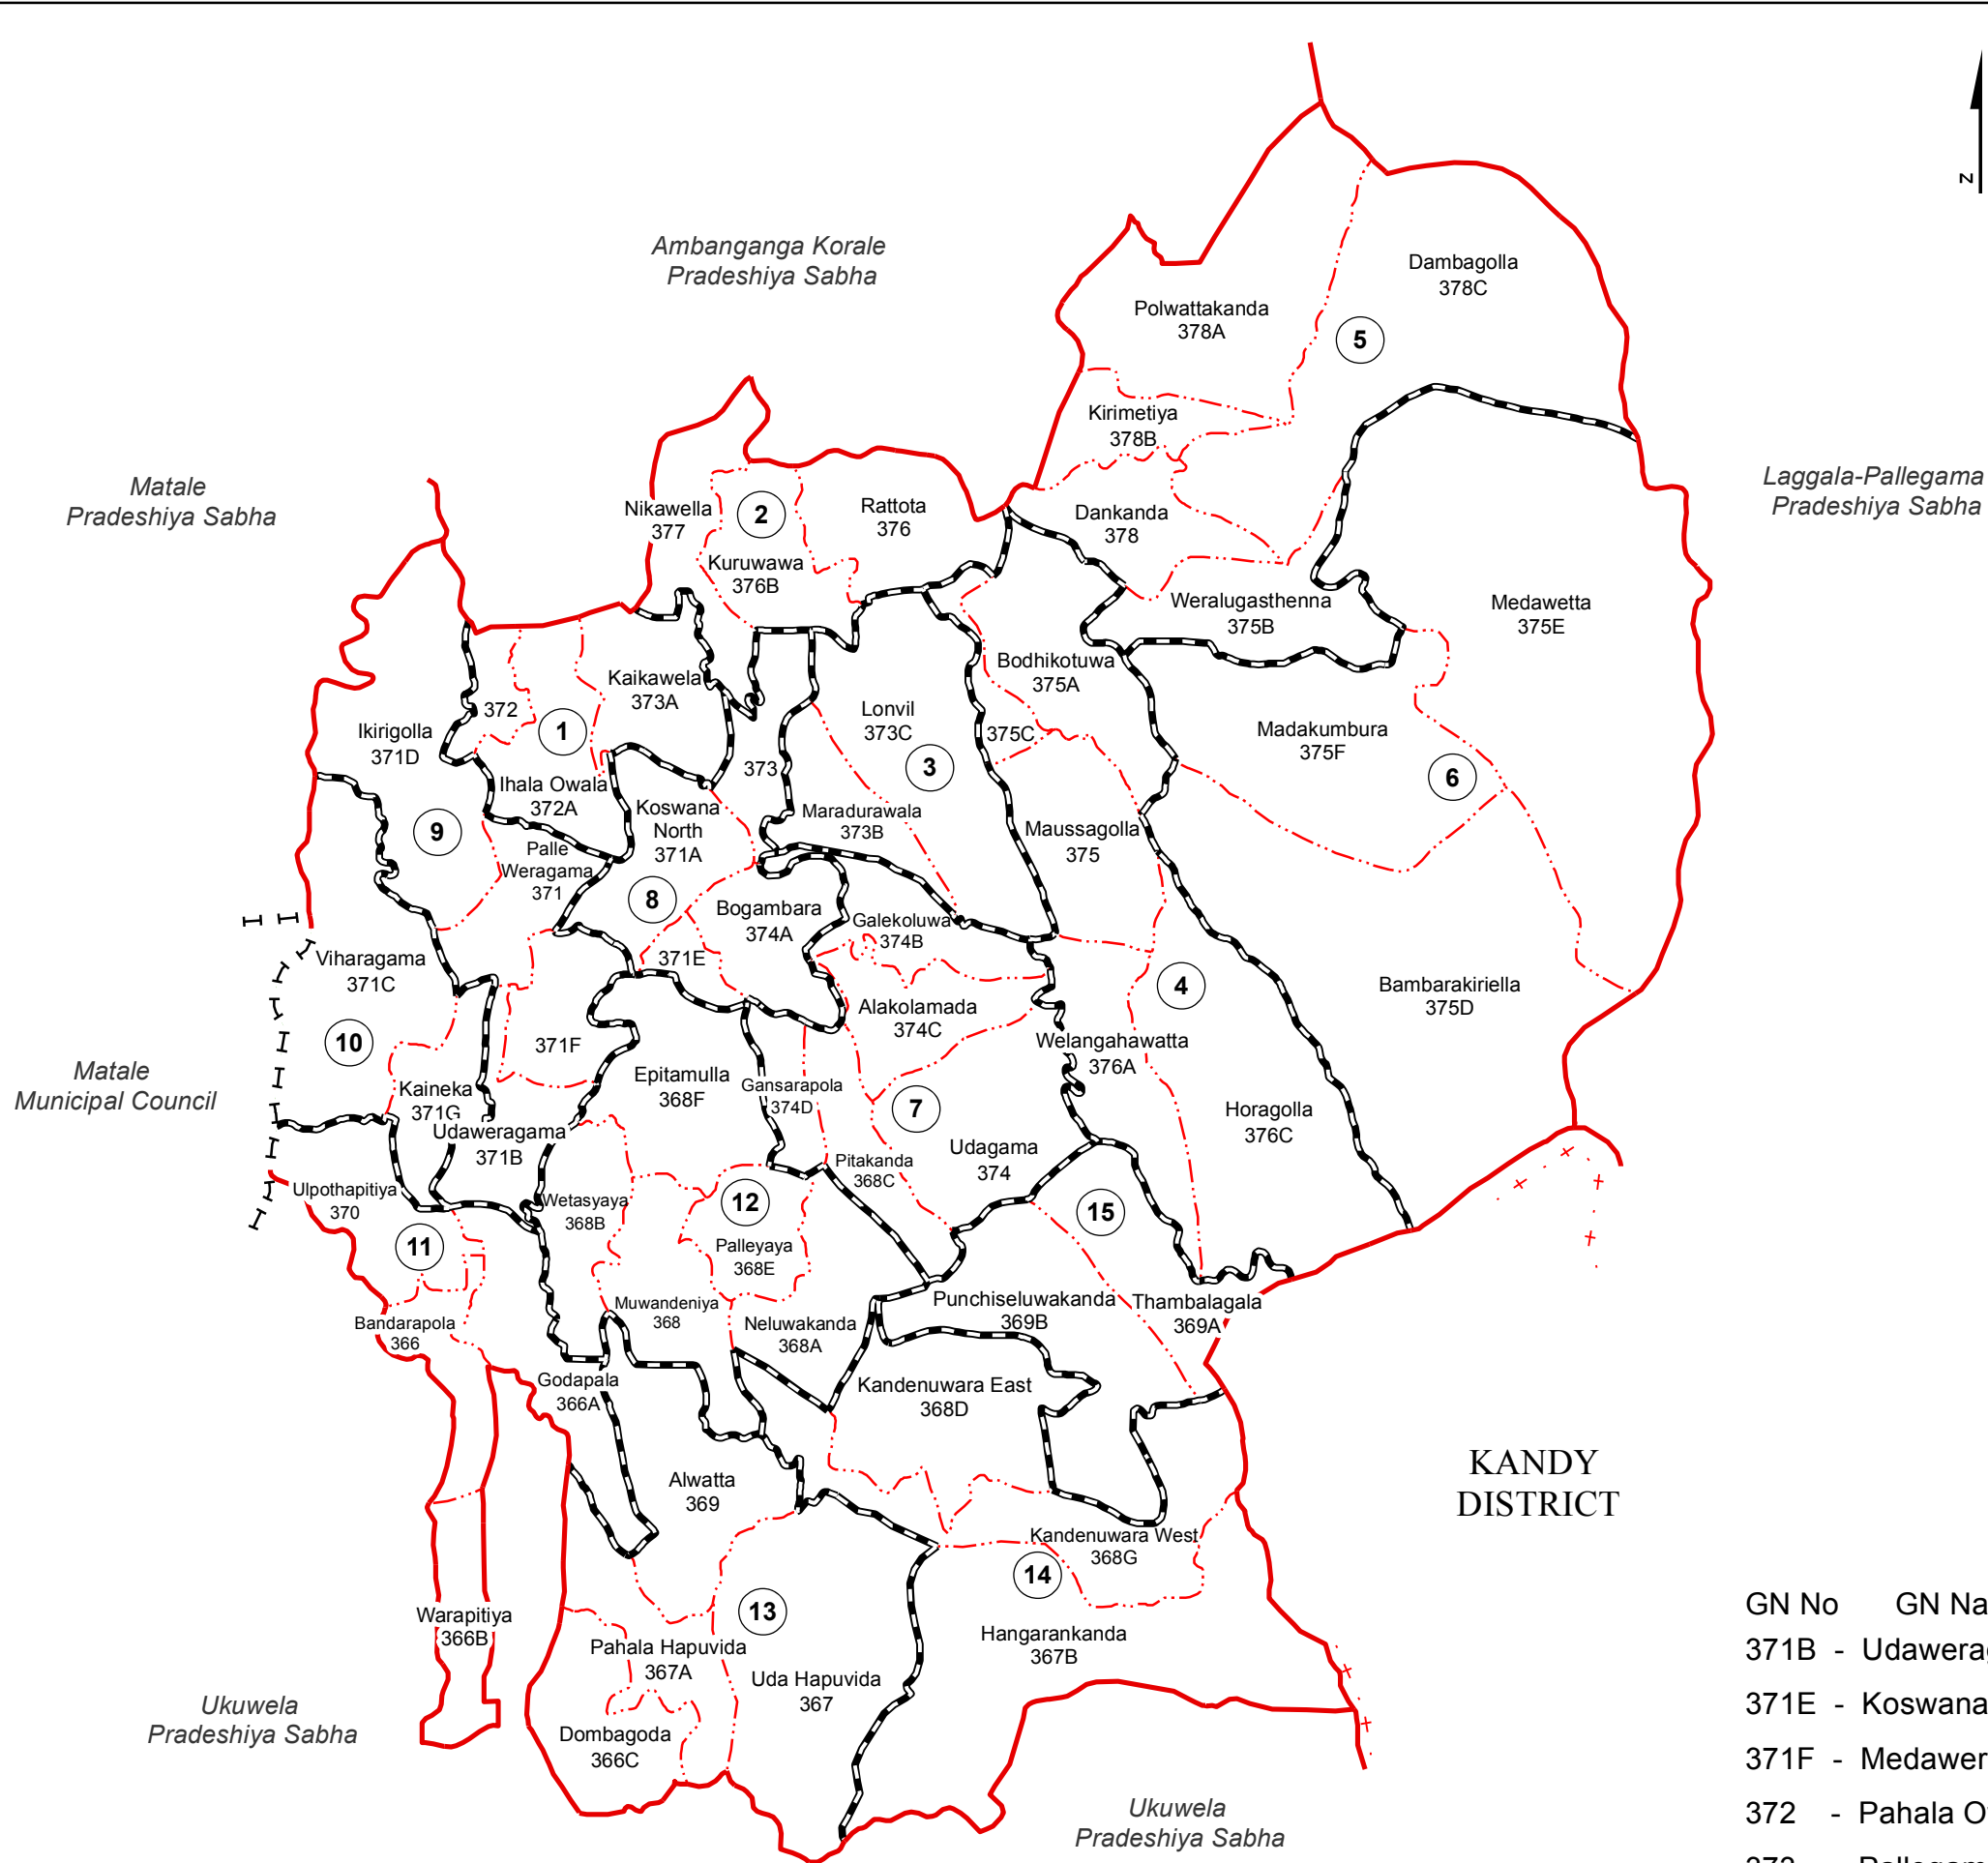 Ambanganga Korale
Pradeshiya Sabha
Dambagolla
378C
Polwattakanda
378A
5
Kirimetiya
378B
Matale
Pradeshiya Sabha
Laggala-Pallegama
Pradeshiya Sabha
Nikawella
377
2
Rattota
376
Dankanda
378
Kuruwawa
376B
Weralugasthenna
375B
Medawetta
375E
Kaikawela
373A
Bodhikotuwa
375A
372
1
Ikirigolla
371D
Lonvil
373C
375C
Madakumbura
375F
3
373
6
Ihala Owala
372A
Koswana
North
371A
Maradurawala
373B
Maussagolla
375
9
Palle
Weragama
371
8
Bogambara
374A
Galekoluwa
374B
371E
Viharagama
371C
4
Bambarakiriella
375D
Alakolamada
374C
10
371F
Welangahawatta
376A
Matale
Municipal Council
Epitamulla
368F
Gansarapola
374D
Kaineka
371G
7
Horagolla
376C
Udaweragama
371B
Udagama
374
Pitakanda
368C
Ulpothapitiya
370
Wetasyaya
368B
12
15
11
Palleyaya
368E
Muwandeniya
368
Punchiseluwakanda
369B
Thambalagala
369A
Bandarapola
366
Neluwakanda
368A
Godapala
366A
Kandenuwara East
368D
KANDY
DISTRICT
Alwatta
369
Kandenuwara West
368G
14
13
Warapitiya
366B
Hangarankanda
367B
Pahala Hapuvida
367A
Uda Hapuvida
367
Dombagoda
366C
Ukuwela
Pradeshiya Sabha
Ukuwela
Pradeshiya Sabha
z
GN No GN Na
371B - Udawerag
371E - Koswana
371F - Medawer
372 - Pahala O